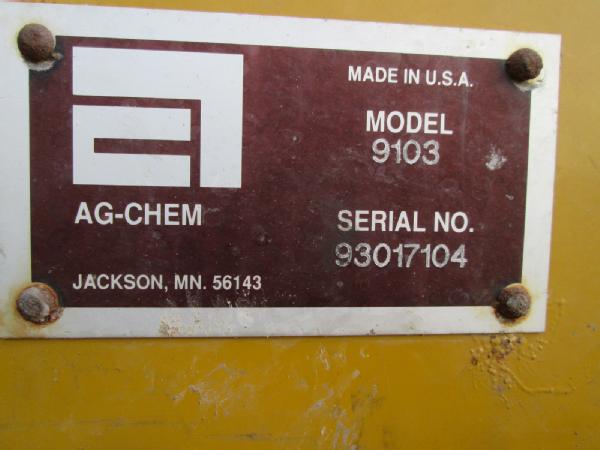 MADE IN U.S.A.
MODEL
9103
AG-CHEM
SERIAL NO.
93017104
JACKSON, MN. 56143